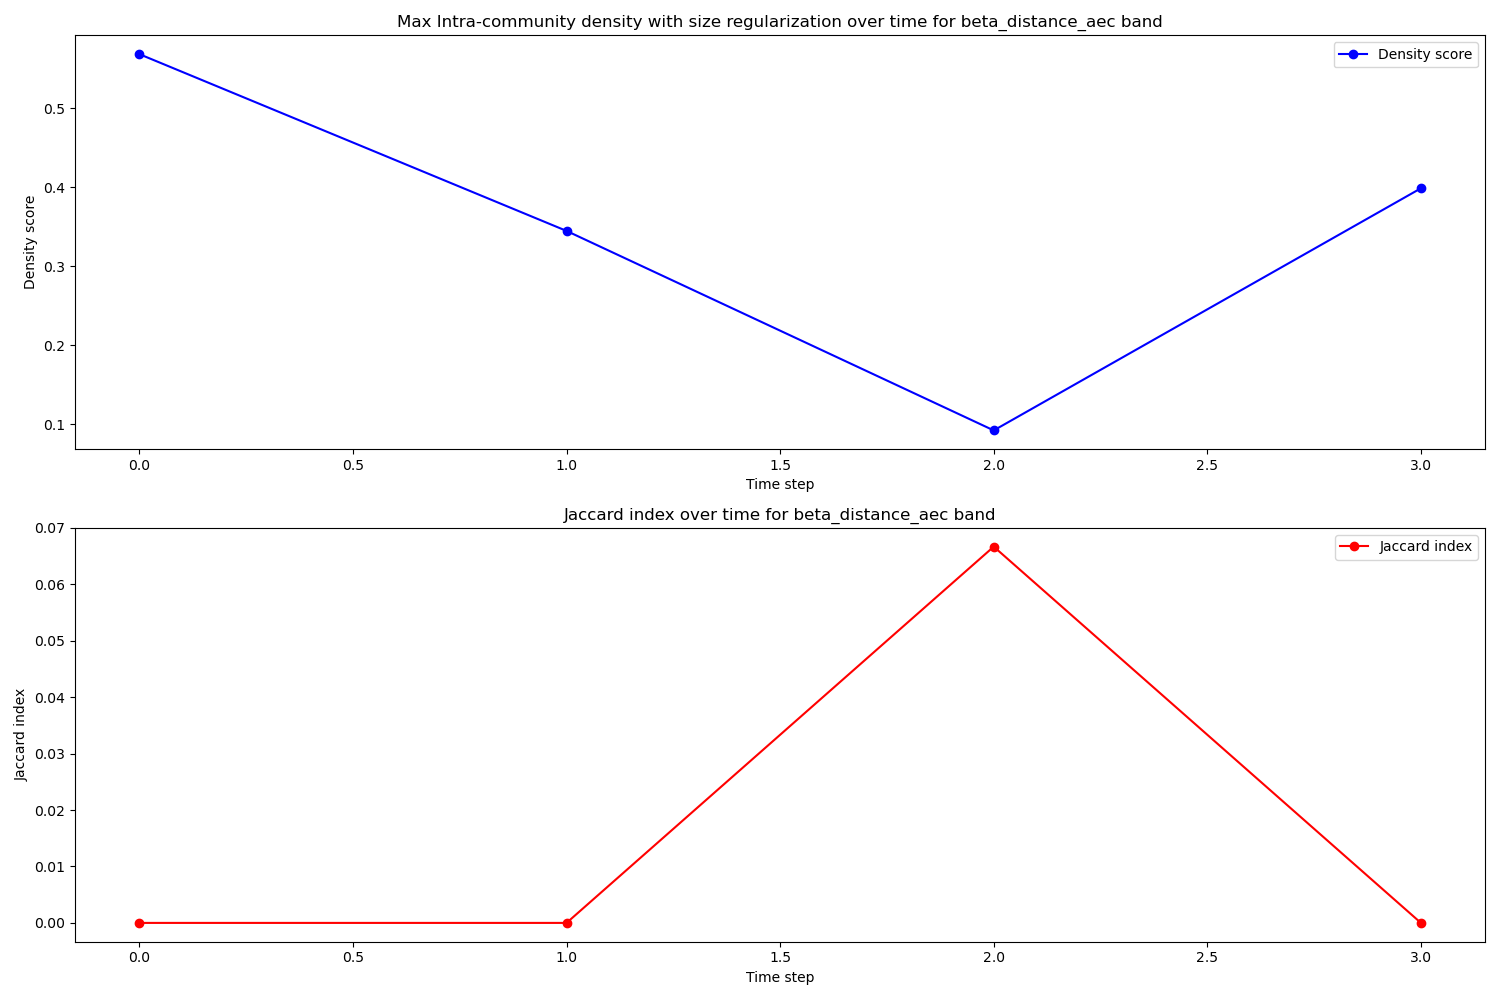 Max Intra-community density with size regularization over time for beta_distance_aec band
Density score
0.5
0.4
0.3
0.2
0.1
Density score
0.0 0.5 1.0 1.5 2.0 2.5 3.0
Time step
Jaccard index over time for beta_distance_aec band
Jaccard index
0.07
0.06
0.05
0.04
0.03
0.02
0.01
0.00
Jaccard index
0.0 0.5 1.0 1.5 2.0 2.5 3.0
Time step